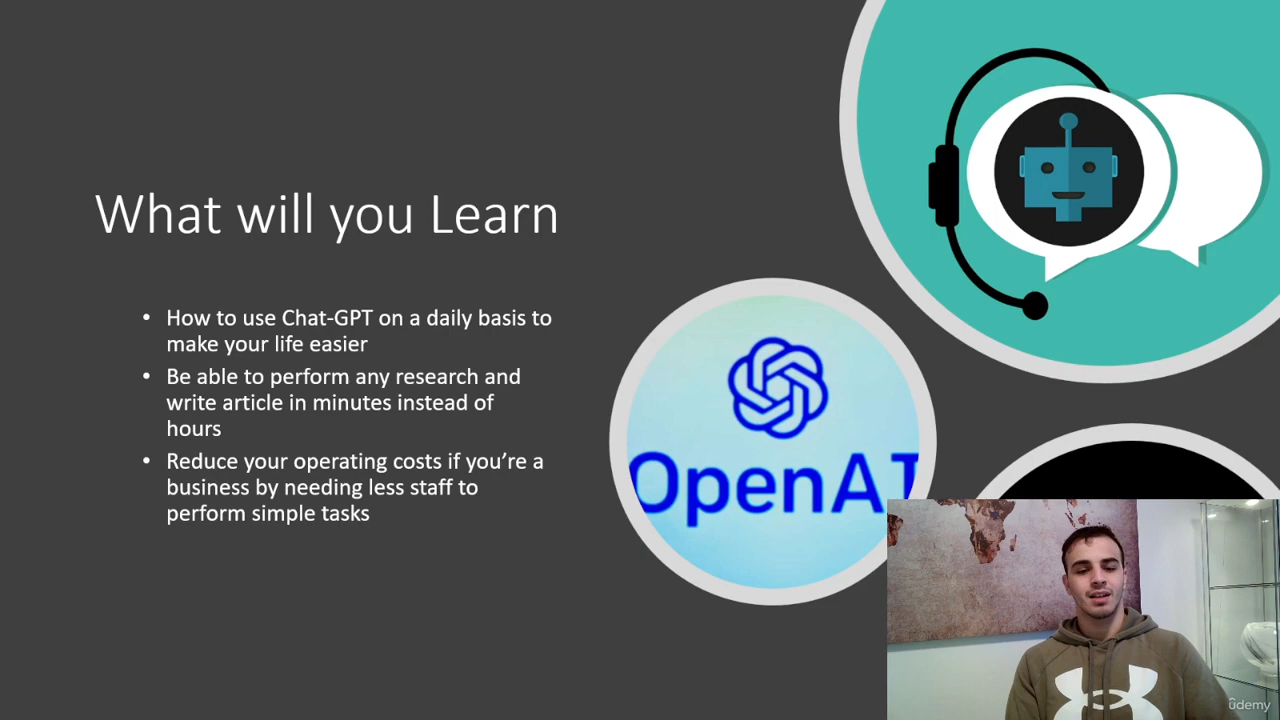 What will you Learn
• How to use Chat-GPT on a daily basis to
make your life easier
• Be able to perform any research and
write article in minutes instead of
hours
• Reduce your operating costs if you’re a
business by needing less staff to
perform simple tasks
OpenAI
ûdemy